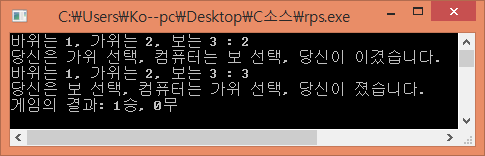 C:₩Users₩Ko--pc₩Desktop₩C소스₩rps.exe
바위는 1, 가위는 2, 보는 3 : 2
당신은 가위 선택, 컴퓨터는 보 선택, 당신이 이겼습니다.
바위는 1, 가위는 2, 보는 3 : 3
당신은 보 선택, 컴퓨터는 가위 선택, 당신이 졌습니다.
게임의 결과: 1승, 0무